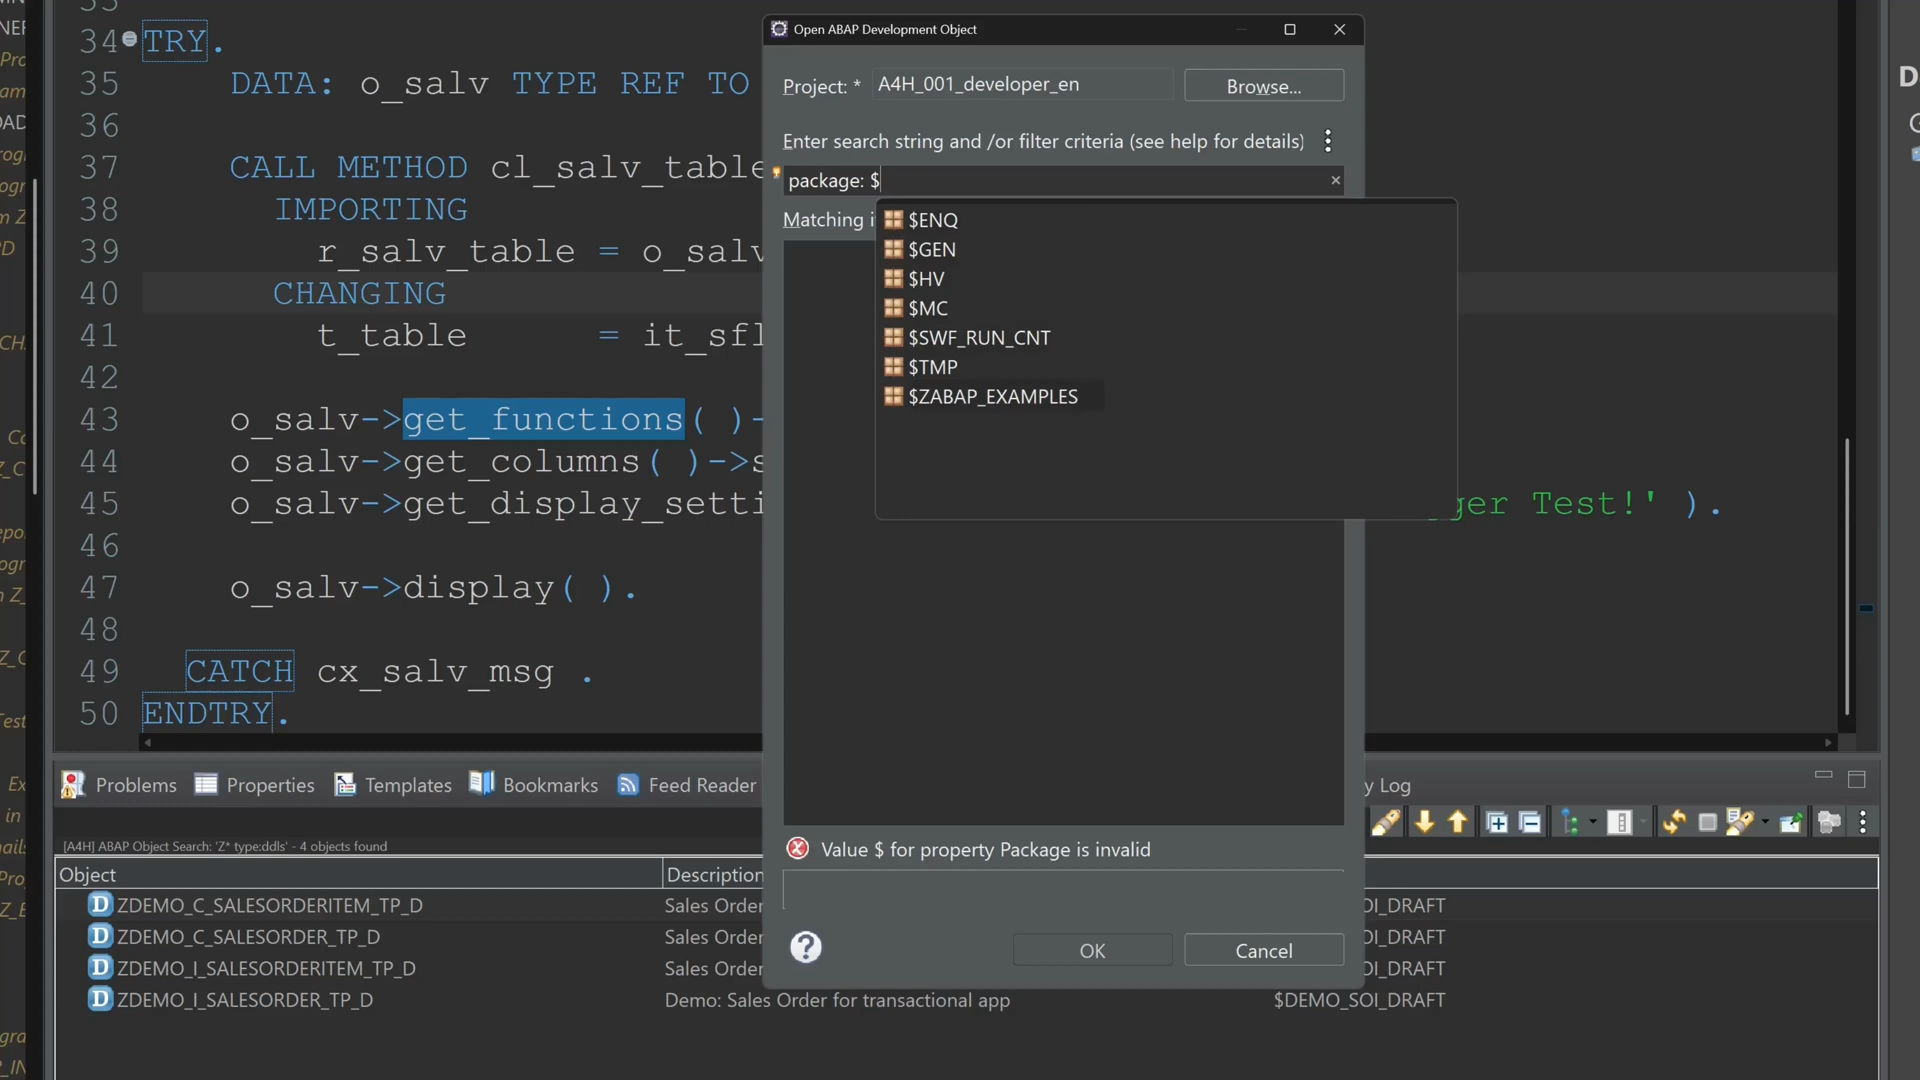 34 TRY.
35 DATA: o_salv TYPE REF TO
36
37 CALL METHOD cl_salv_table
38 IMPORTING
39 r_salv_table = o_salv
40 CHANGING
41 t_table = it_sfl
42
43 o_salv->get_functions( )-
44 o_salv->get_columns( )->s
45 o_salv->get_display_setti
ger Test!' ).
46
47 o_salv->display( ).
48
49 CATCH cx_salv_msg .
50 ENDTRY.
Open ABAP Development Object
Project: * A4H_001_developer_en Browse...
Enter search string and /or filter criteria (see help for details)
package: $
Matching i
$ENQ
$GEN
$HV
$MC
$SWF_RUN_CNT
$TMP
$ZABAP_EXAMPLES
Value $ for property Package is invalid
OK Cancel
Problems Properties Templates Bookmarks Feed Reader
y Log
[A4H] ABAP Object Search: 'Z* type:ddls' - 4 objects found
Object Description
ZDEMO_C_SALESORDERITEM_TP_D Sales Order OI_DRAFT
ZDEMO_C_SALESORDER_TP_D Sales Order OI_DRAFT
ZDEMO_I_SALESORDERITEM_TP_D Sales Order OI_DRAFT
ZDEMO_I_SALESORDER_TP_D Demo: Sales Order for transactional app $DEMO_SOI_DRAFT